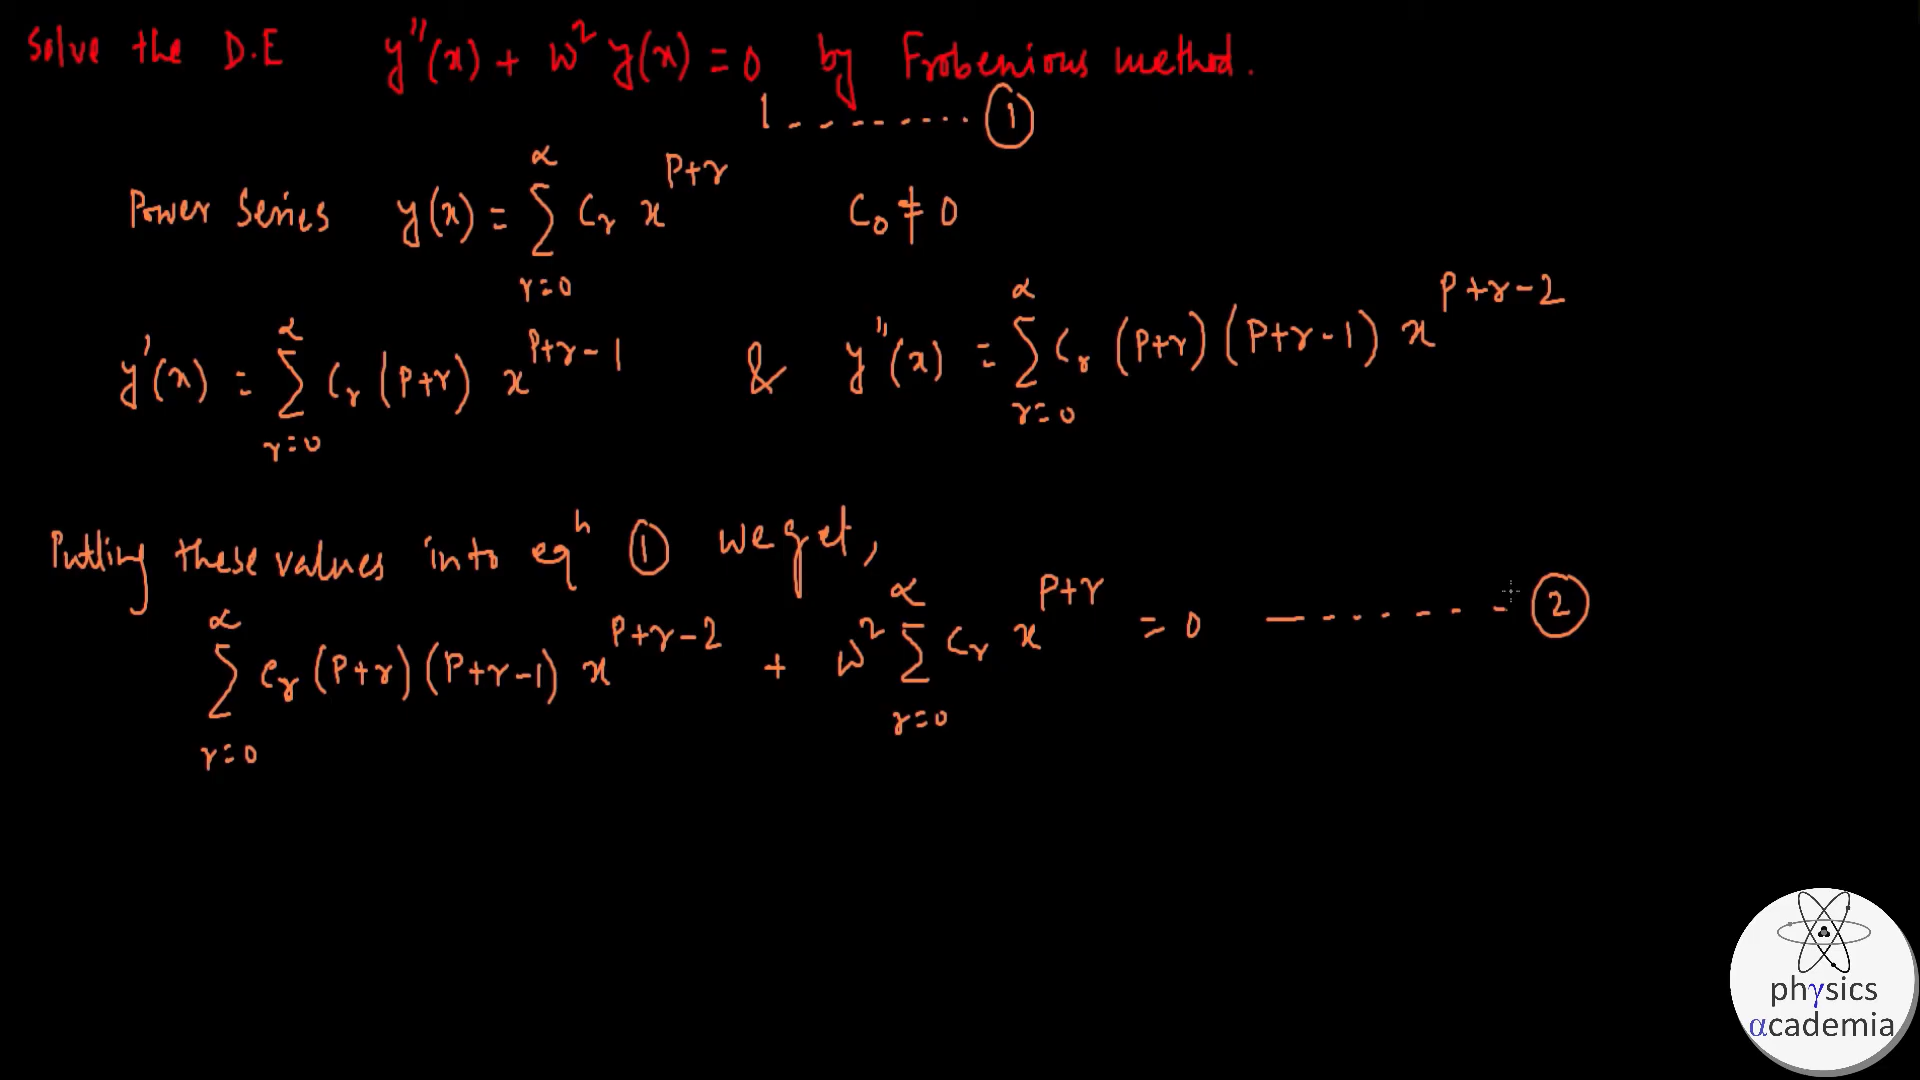 Solve the D.E y''(x) + w² y(x) = 0 by Frobenious method.
1 - - - - - - - - ①
Power Series y(x) = ∑_{r=0}^{α} C_r x^{P+r} C₀ ≠ 0
y'(x) = ∑_{r=0}^{α} C_r (P+r) x^{P+r-1} & y''(x) = ∑_{r=0}^{α} C_r (P+r) (P+r-1) x^{P+r-2}
Putting these values into eqⁿ ① we get,
∑_{r=0}^{α} C_r (P+r) (P+r-1) x^{P+r-2} + w² ∑_{r=0}^{α} C_r x^{P+r} = 0 - - - - - - - - ②
phγsics
αcademia